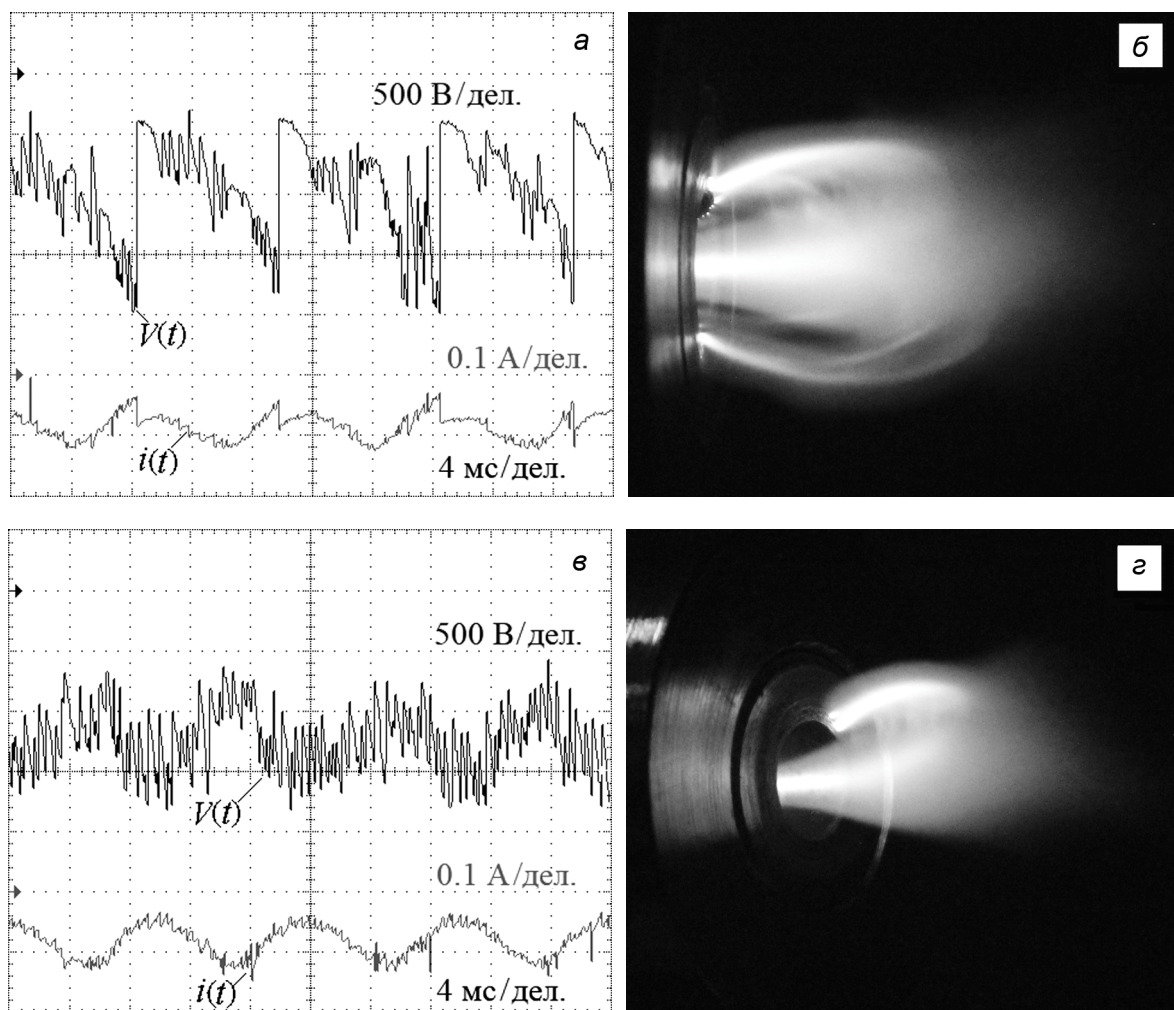 а
500 В/дел.
V(t)
0.1 А/дел.
i(t)
4 мс/дел.
б
в
500 В/дел.
V(t)
0.1 А/дел.
i(t)
4 мс/дел.
г